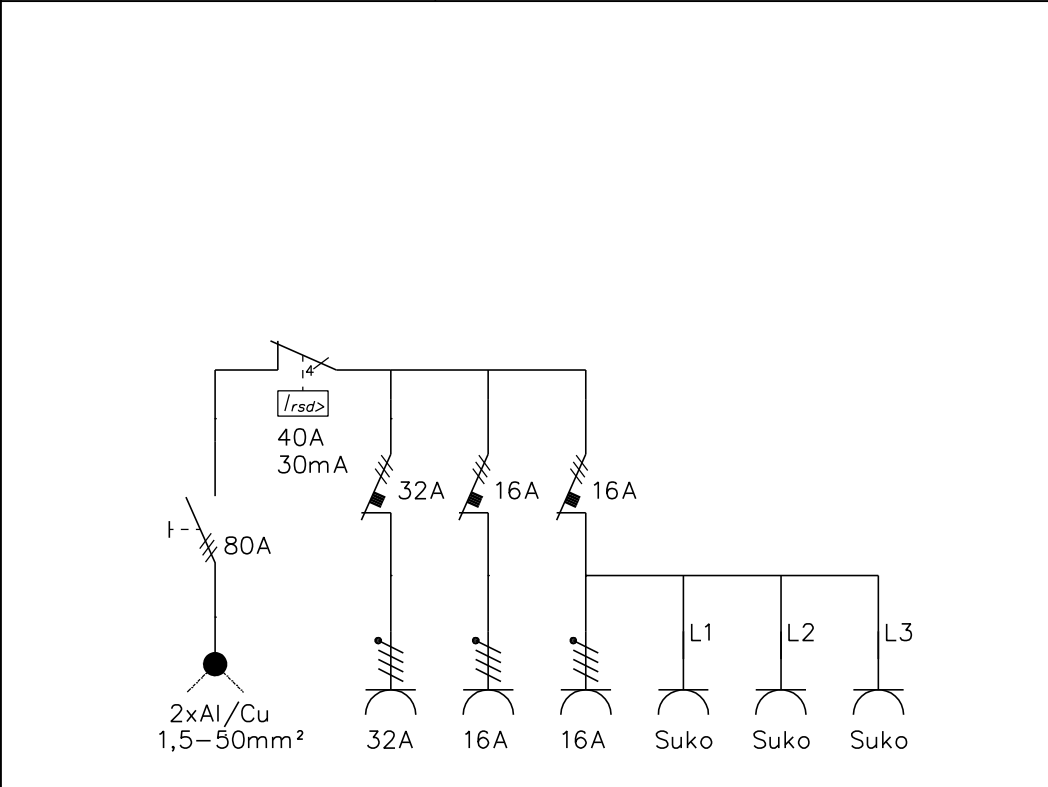 4
Irsd>
40A
30mA
32A 16A 16A
80A
L1 L2 L3
2xAl/Cu
1,5-50mm²
32A 16A 16A Suko Suko Suko